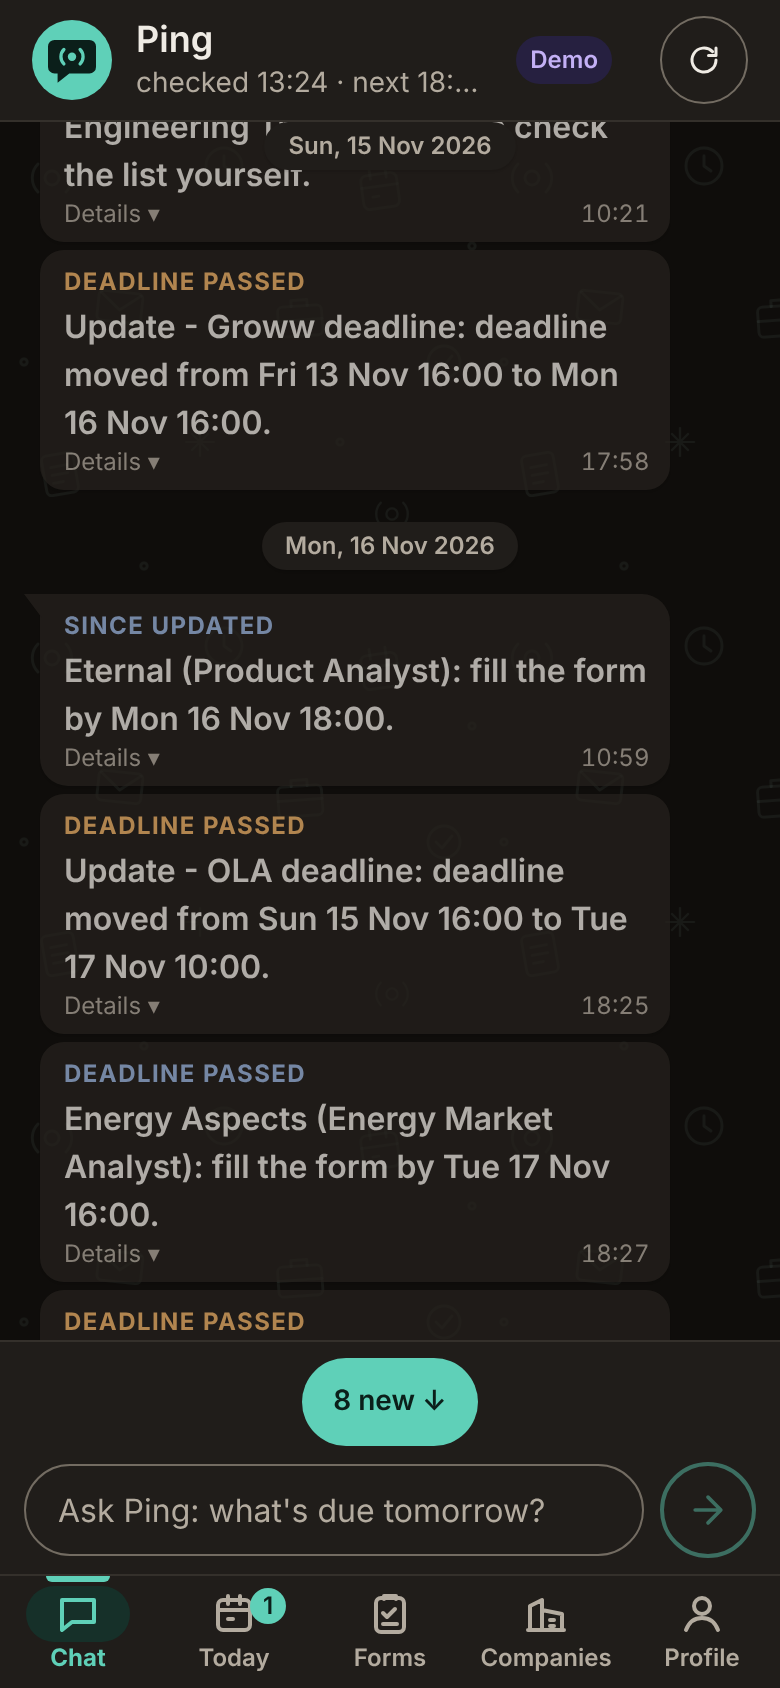 Ping
checked 13:24 · next 18:...
Demo
Engineering
check
Sun, 15 Nov 2026
the list yourself.
Details ▾
10:21
DEADLINE PASSED
Update - Groww deadline: deadline
moved from Fri 13 Nov 16:00 to Mon
16 Nov 16:00.
Details ▾
17:58
Mon, 16 Nov 2026
SINCE UPDATED
Eternal (Product Analyst): fill the form
by Mon 16 Nov 18:00.
Details ▾
10:59
DEADLINE PASSED
Update - OLA deadline: deadline
moved from Sun 15 Nov 16:00 to Tue
17 Nov 10:00.
Details ▾
18:25
DEADLINE PASSED
Energy Aspects (Energy Market
Analyst): fill the form by Tue 17 Nov
16:00.
Details ▾
18:27
DEADLINE PASSED
8 new ↓
Ask Ping: what's due tomorrow?
1
Chat
Today
Forms
Companies
Profile